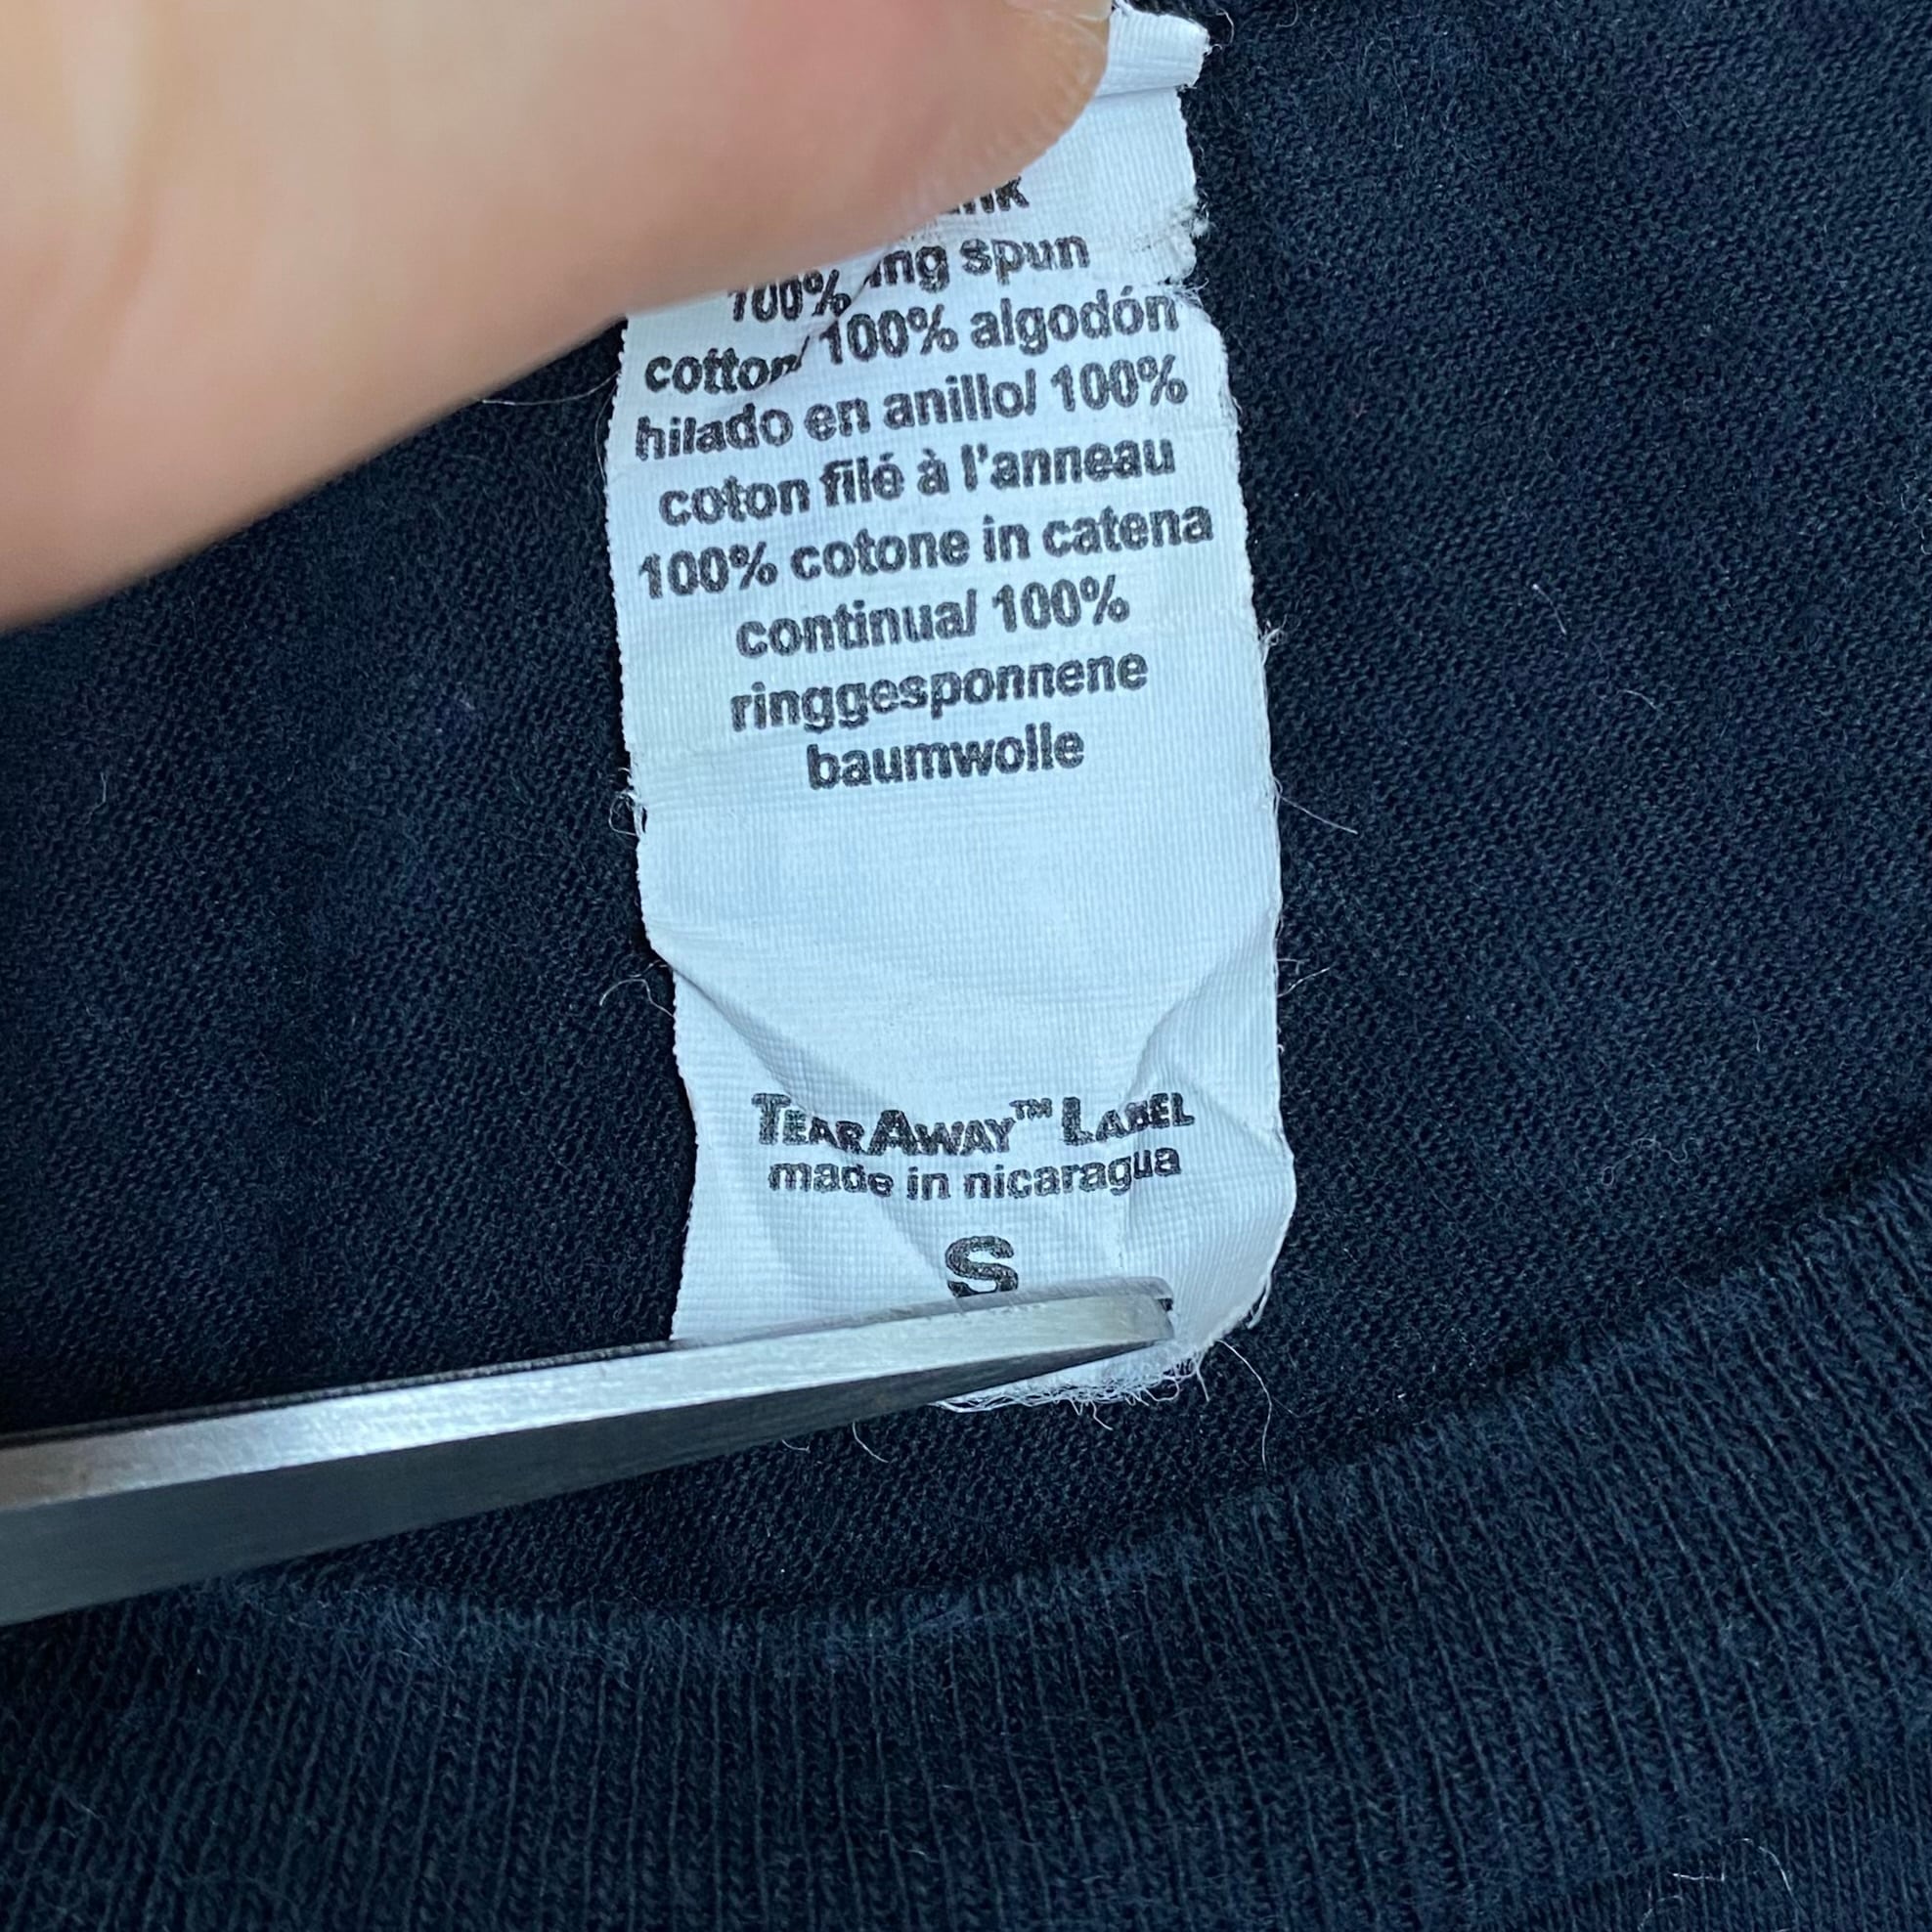 100% ring spun
cotton/ 100% algodón
hilado en anillo/ 100%
coton filé à l'anneau
100% cotone in catena
continua/ 100%
ringgesponnene
baumwolle
TEARAWAY™ LABEL
made in nicaragua
S